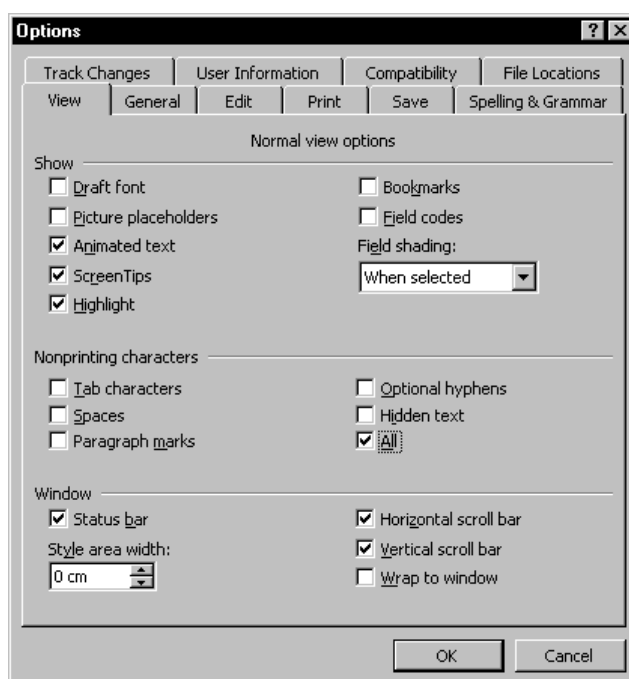 Options
Track Changes User Information Compatibility File Locations
View General Edit Print Save Spelling & Grammar
Normal view options
Show
Draft font Bookmarks
Picture placeholders Field codes
Animated text Field shading:
ScreenTips When selected
Highlight
Nonprinting characters
Tab characters Optional hyphens
Spaces Hidden text
Paragraph marks All
Window
Status bar Horizontal scroll bar
Style area width: Vertical scroll bar
0 cm Wrap to window
OK Cancel